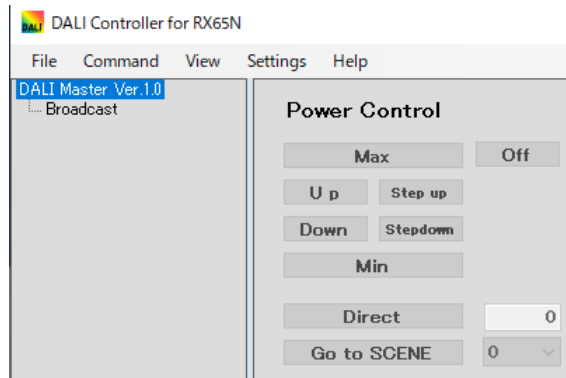 DALI DALI Controller for RX65N
File Command View Settings Help
DALI Master Ver.1.0
Broadcast
Power Control
Max Off
U p Step up
Down Stepdown
Min
Direct 0
Go to SCENE 0